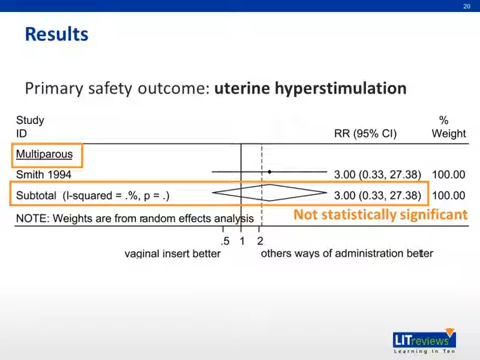 20
Results
Primary safety outcome: uterine hyperstimulation
Study % 
ID RR (95% CI) Weight
Multiparous
Smith 1994 3.00 (0.33, 27.38) 100.00
Subtotal (I-squared = .%, p = .) 3.00 (0.33, 27.38) 100.00
NOTE: Weights are from random effects analysis Not statistically significant
.5 1 2
vaginal insert better others ways of administration better
LITreviews
Learning In Ten